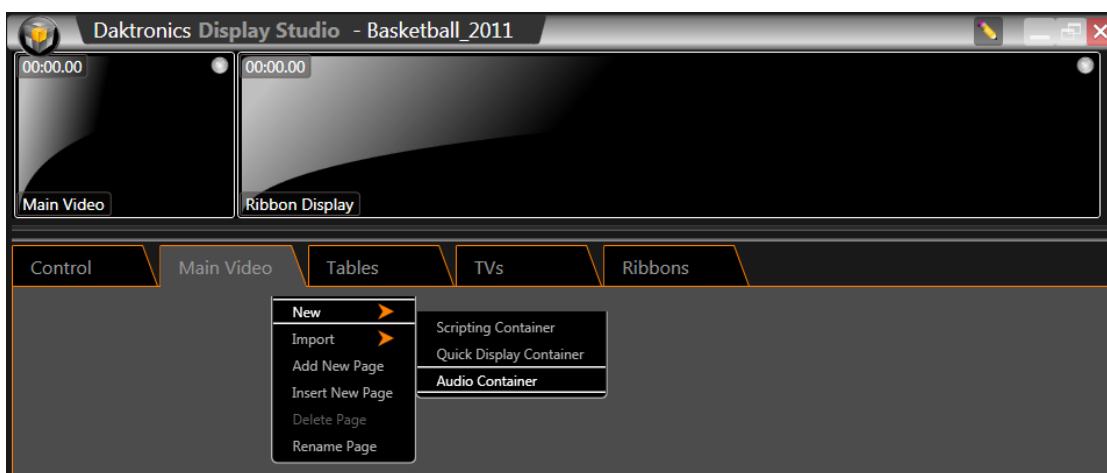 Daktronics Display Studio - Basketball_2011
00:00.00
00:00.00
Main Video
Ribbon Display
Control
Main Video
Tables
TVs
Ribbons
New
Import
Add New Page
Insert New Page
Delete Page
Rename Page
Scripting Container
Quick Display Container
Audio Container